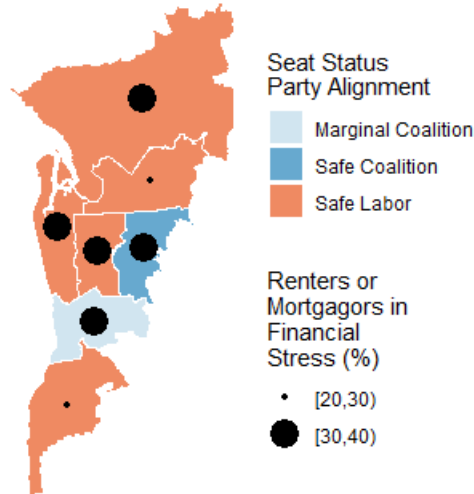 Seat Status
Party Alignment
Marginal Coalition
Safe Coalition
Safe Labor
Renters or
Mortgagors in
Financial
Stress (%)
[20,30)
[30,40)